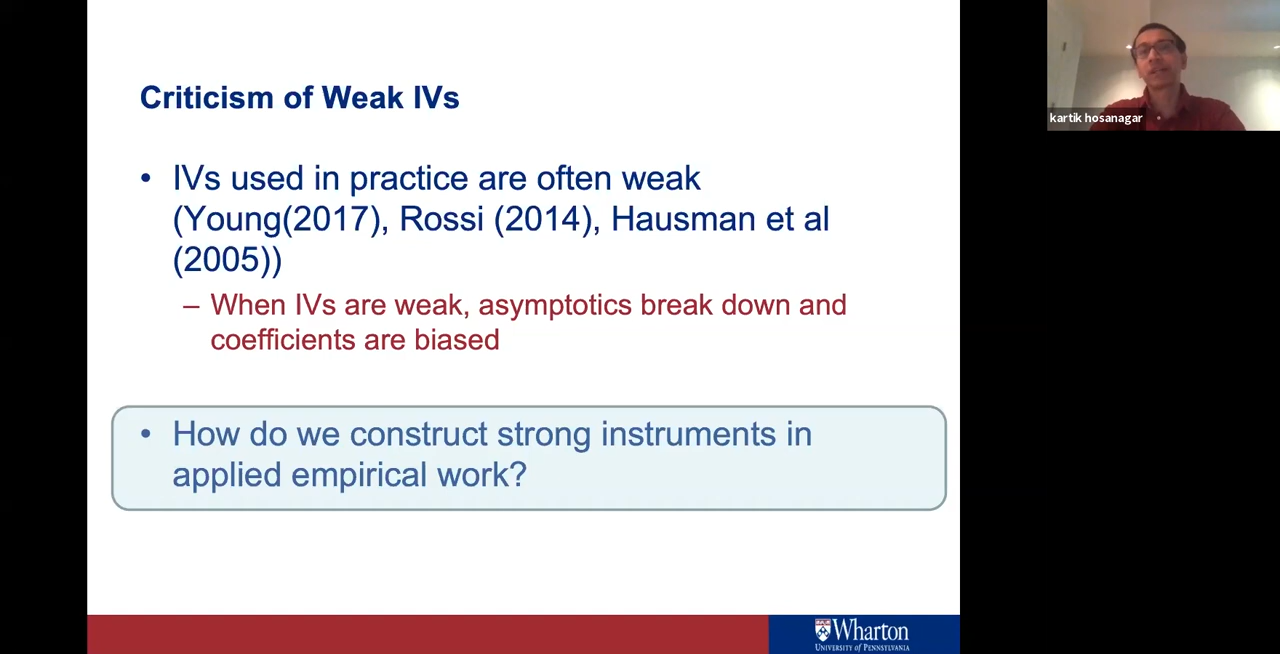 Criticism of Weak IVs
• IVs used in practice are often weak
(Young(2017), Rossi (2014), Hausman et al
(2005))
– When IVs are weak, asymptotics break down and
coefficients are biased
• How do we construct strong instruments in
applied empirical work?
Wharton
UNIVERSITY OF PENNSYLVANIA
kartik hosanagar